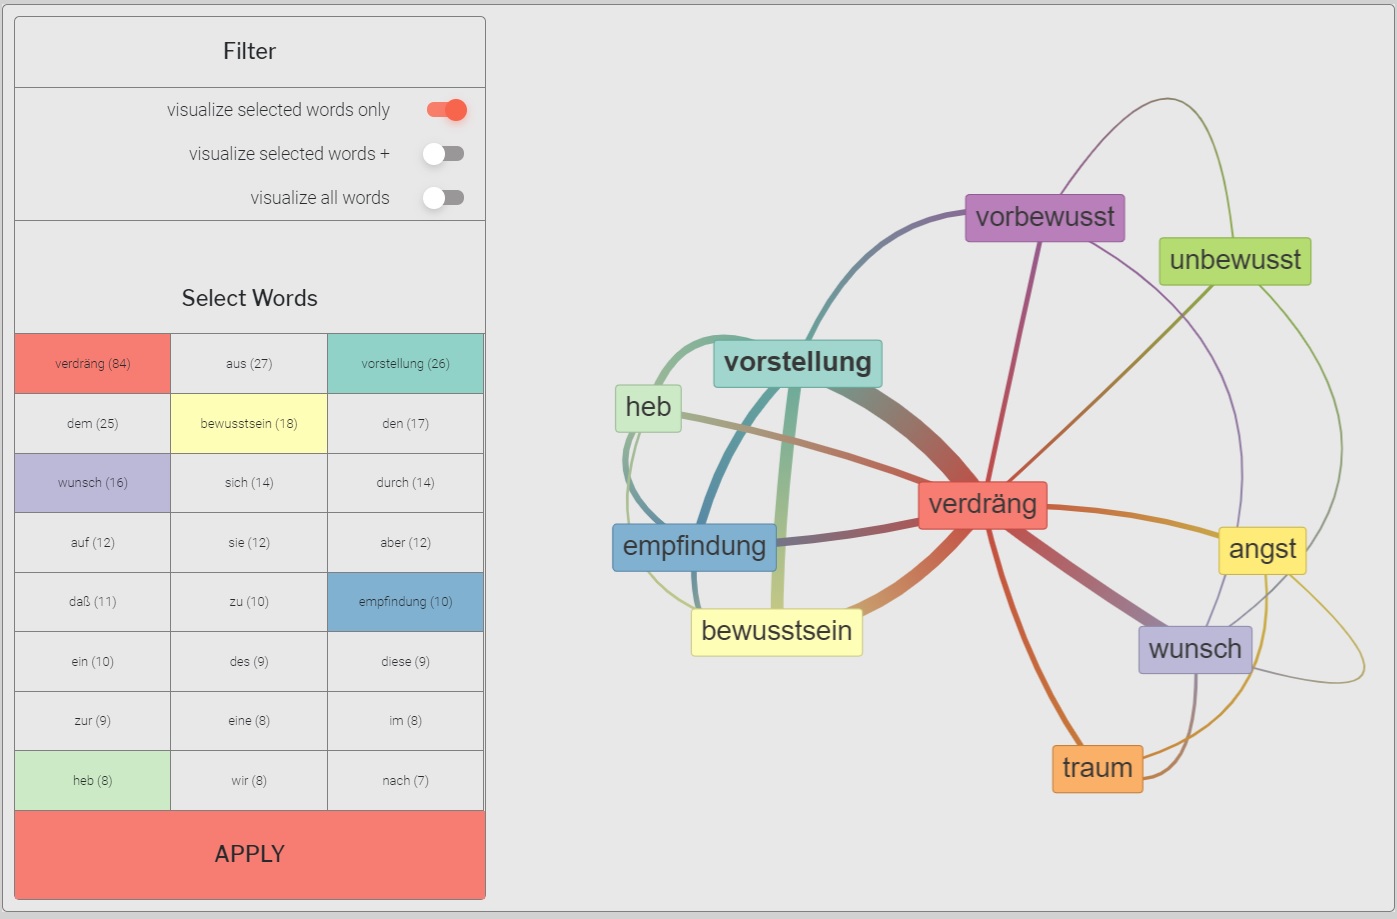 Filter
visualize selected words only
visualize selected words +
visualize all words
Select Words
verdräng (84) aus (27) vorstellung (26)
dem (25) bewusstsein (18) den (17)
wunsch (16) sich (14) durch (14)
auf (12) sie (12) aber (12)
daß (11) zu (10) empfindung (10)
ein (10) des (9) diese (9)
zur (9) eine (8) im (8)
heb (8) wir (8) nach (7)
APPLY
vorbewusst
unbewusst
vorstellung
heb
verdräng
empfindung
angst
bewusstsein
wunsch
traum